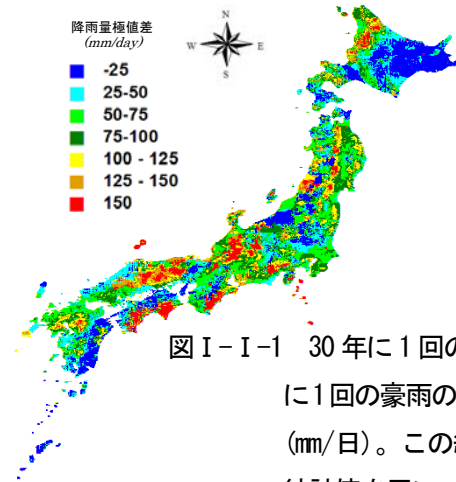 降雨量極値差
(mm/day)
-25
25-50
50-75
75-100
100 - 125
125 - 150
150
N
W E
S
図Ⅰ-Ⅰ-1 30年に1回の
に1回の豪雨の
(mm/日)。この